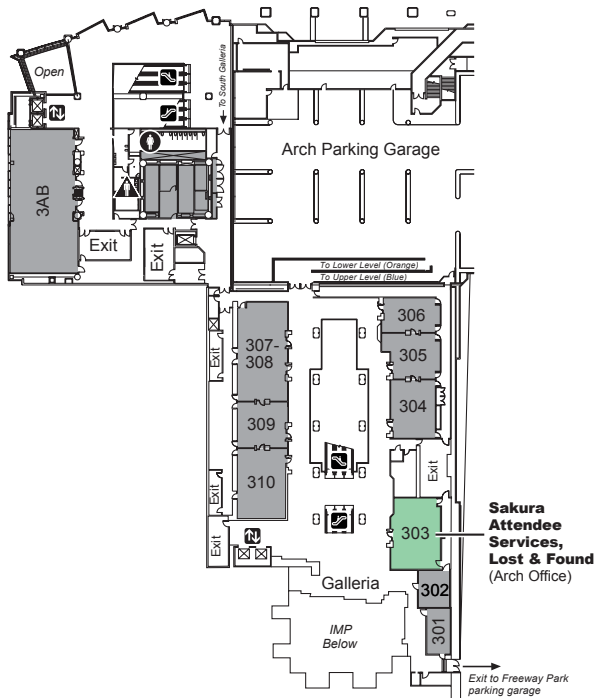 Open
To South Galleria
Arch Parking Garage
3AB
Exit
Exit
To Lower Level (Orange)
To Upper Level (Blue)
306
307-
308
Exit
305
304
309
310
Exit
Exit
303
Sakura
Attendee
Services,
Lost & Found
(Arch Office)
Exit
Galleria
302
301
IMP
Below
Exit to Freeway Park
parking garage